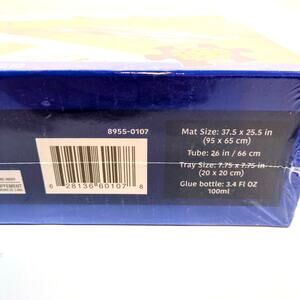 8955-0107
6 28136 60107 8
Mat Size: 37.5 x 25.5 in
(95 x 65 cm)
Tube: 26 in / 66 cm
Tray Size: 7.75 x 7.75 in
(20 x 20 cm)
Glue bottle: 3.4 Fl OZ
100ml